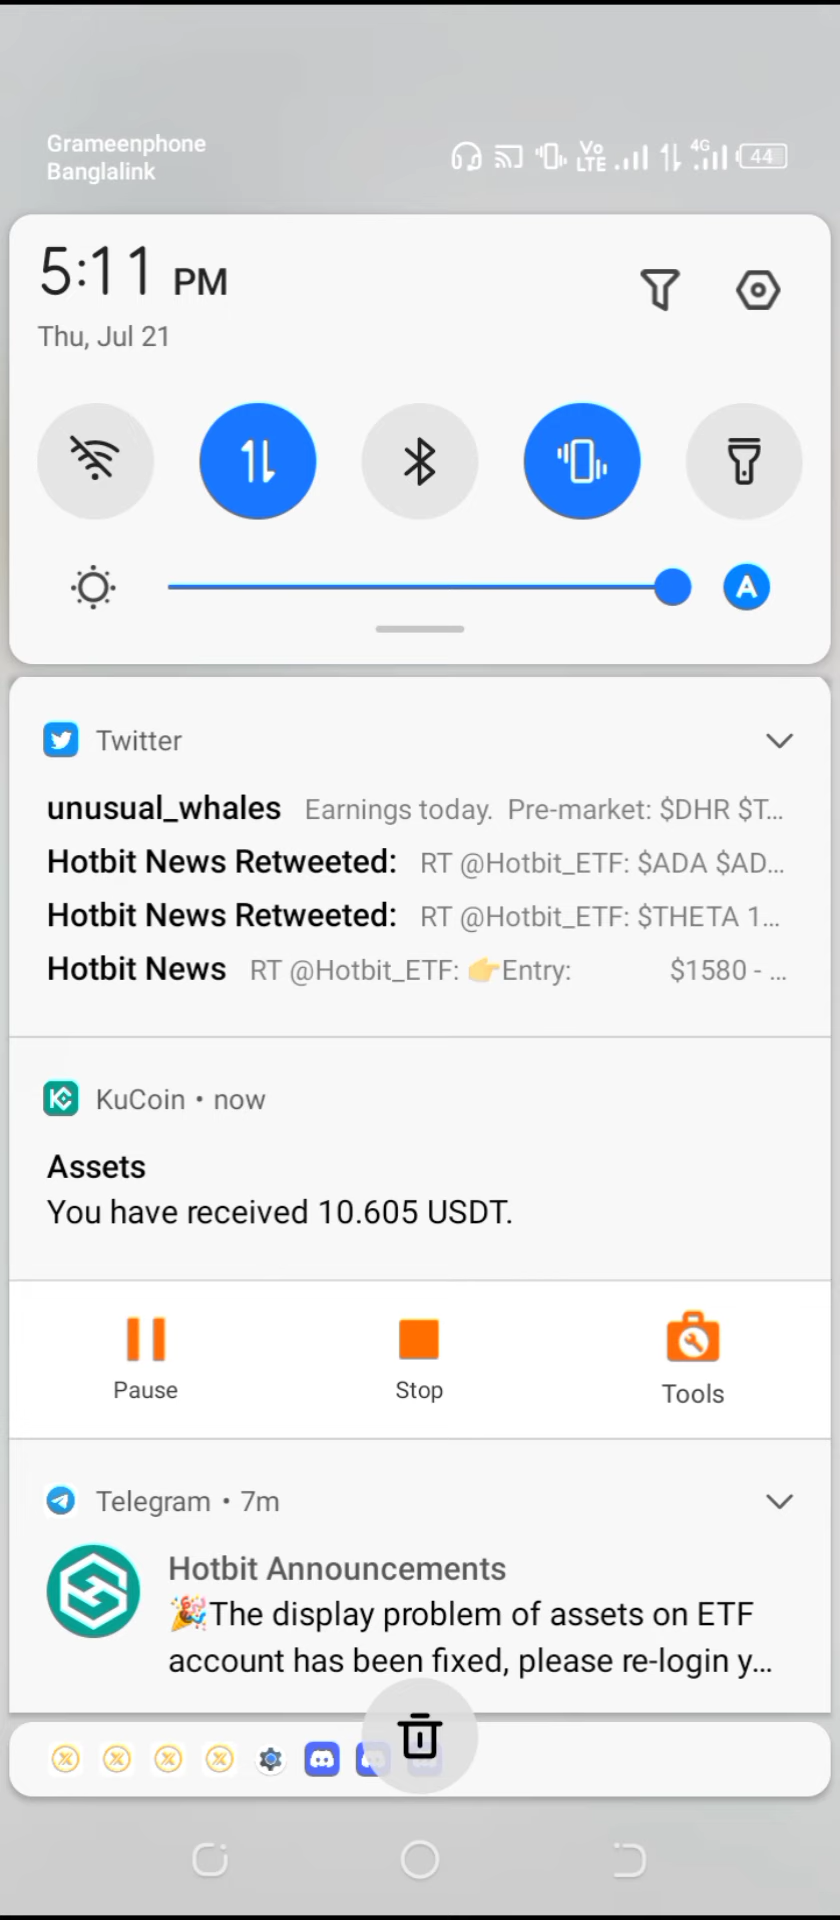 Grameenphone
Banglalink
Vo
LTE
4G
44
5:11 PM
Thu, Jul 21
A
Twitter
unusual_whales Earnings today. Pre-market: $DHR $T...
Hotbit News Retweeted: RT @Hotbit_ETF: $ADA $AD...
Hotbit News Retweeted: RT @Hotbit_ETF: $THETA 1...
Hotbit News RT @Hotbit_ETF: 👉Entry: $1580 - ...
KuCoin • now
Assets
You have received 10.605 USDT.
Pause
Stop
Tools
Telegram • 7m
Hotbit Announcements
🎉The display problem of assets on ETF
account has been fixed, please re-login y...